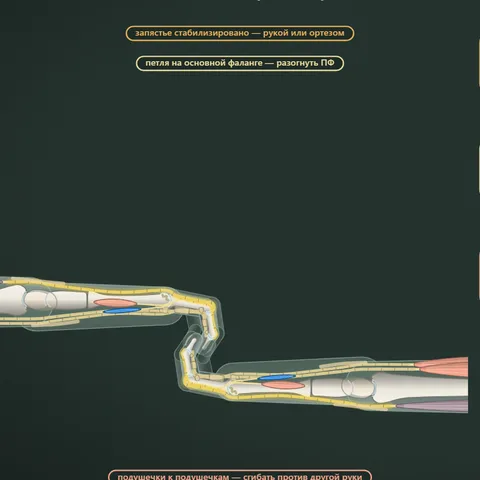 запястье стабилизировано — рукой или ортезом
петля на основной фаланге — разогнуть ПФ
подушечки к подушечкам — сгибать против другой руки